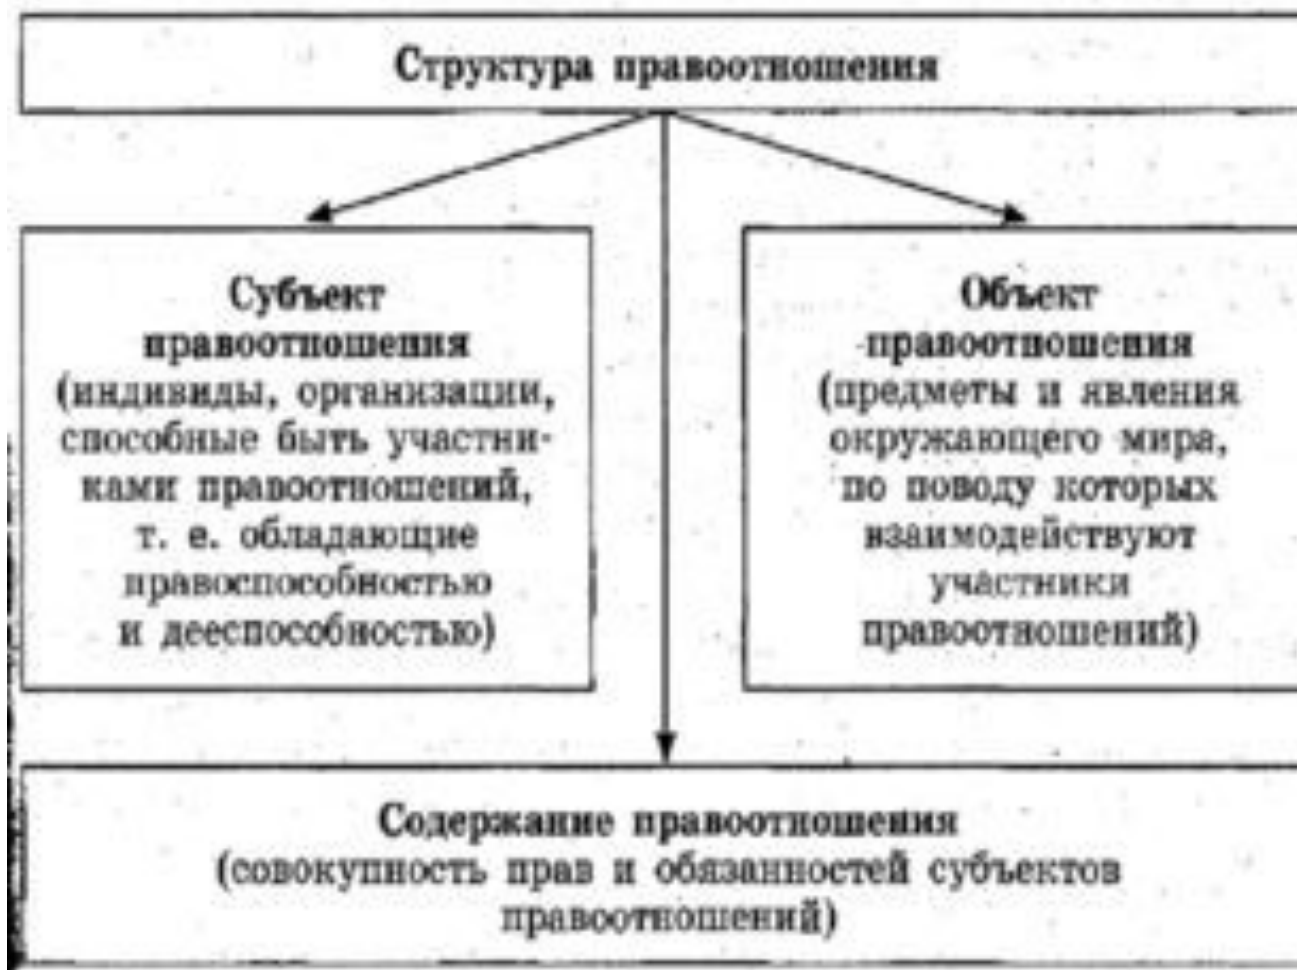 Структура правоотношения
Субъект
правоотношения
(индивиды, организации,
способные быть участни-
ками правоотношений,
т. е. обладающие
правоспособностью
и дееспособностью)
Объект
правоотношения
(предметы и явления
окружающего мира,
по поводу которых
взаимодействуют
участники
правоотношений)
Содержание правоотношения
(совокупность прав и обязанностей субъектов
правоотношений)